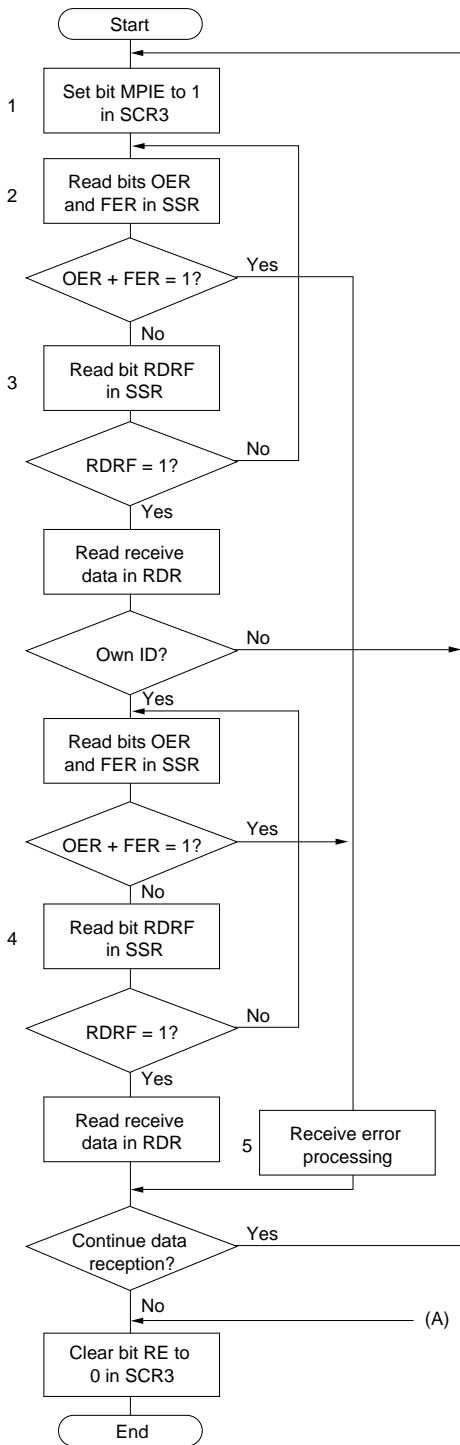 Start
1
Set bit MPIE to 1
in SCR3
2
Read bits OER
and FER in SSR
OER + FER = 1?
Yes
No
3
Read bit RDRF
in SSR
RDRF = 1?
No
Yes
Read receive
data in RDR
Own ID?
No
Yes
Read bits OER
and FER in SSR
OER + FER = 1?
Yes
No
4
Read bit RDRF
in SSR
RDRF = 1?
No
Yes
Read receive
data in RDR
5
Receive error
processing
Continue data
reception?
Yes
No
(A)
Clear bit RE to
0 in SCR3
End